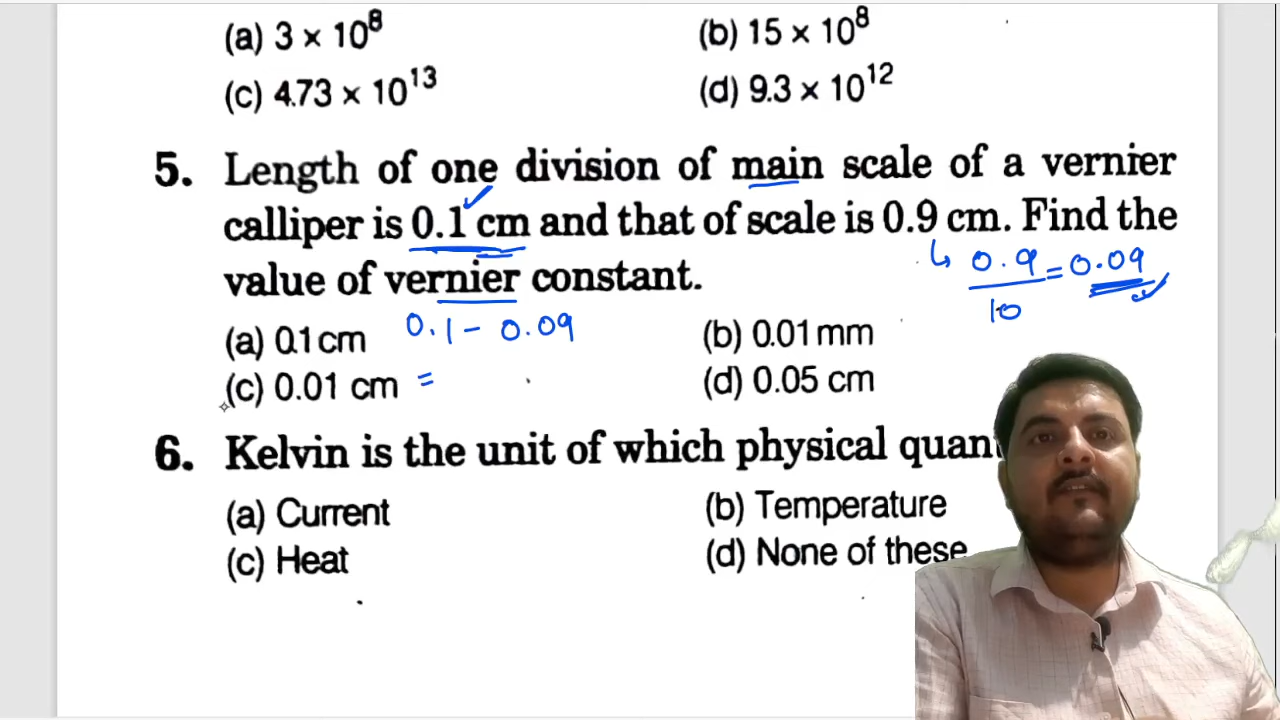 (a) 3 × 10⁸ (b) 15 × 10⁸
(c) 4.73 × 10¹³ (d) 9.3 × 10¹²
5. Length of one division of main scale of a vernier
calliper is 0.1 cm and that of scale is 0.9 cm. Find the
value of vernier constant.
0.9/10 = 0.09
(a) 0.1 cm 0.1 - 0.09 (b) 0.01 mm
(c) 0.01 cm = (d) 0.05 cm
6. Kelvin is the unit of which physical quan
(a) Current (b) Temperature
(c) Heat (d) None of these